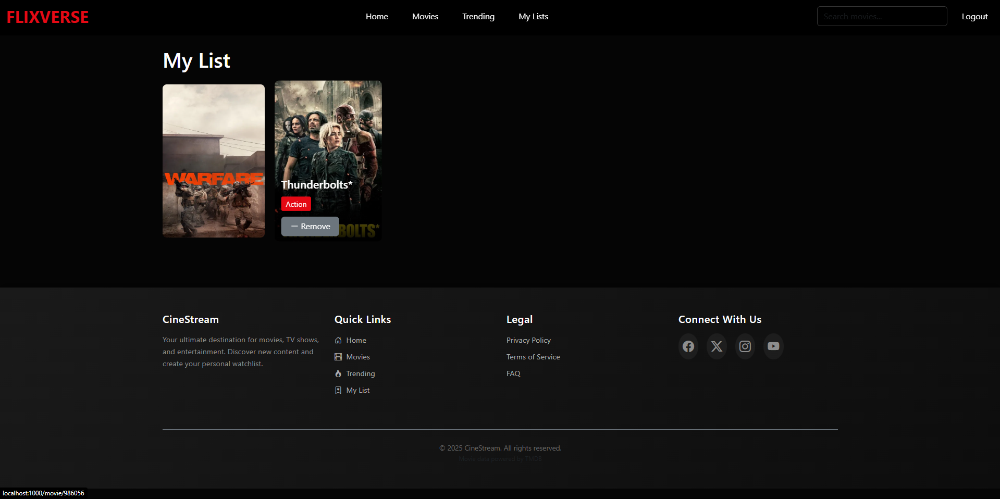 FLIXVERSE
Home Movies Trending My Lists
Search movies...
Logout
My List
WARFARE
Thunderbolts*
Action
Remove
BOLTS*
CineStream
Your ultimate destination for movies, TV shows,
and entertainment. Discover new content and
create your personal watchlist.
Quick Links
Home
Movies
Trending
My List
Legal
Privacy Policy
Terms of Service
FAQ
Connect With Us
© 2025 CineStream. All rights reserved.
Movie data powered by TMDB
localhost:1000/movie/986056